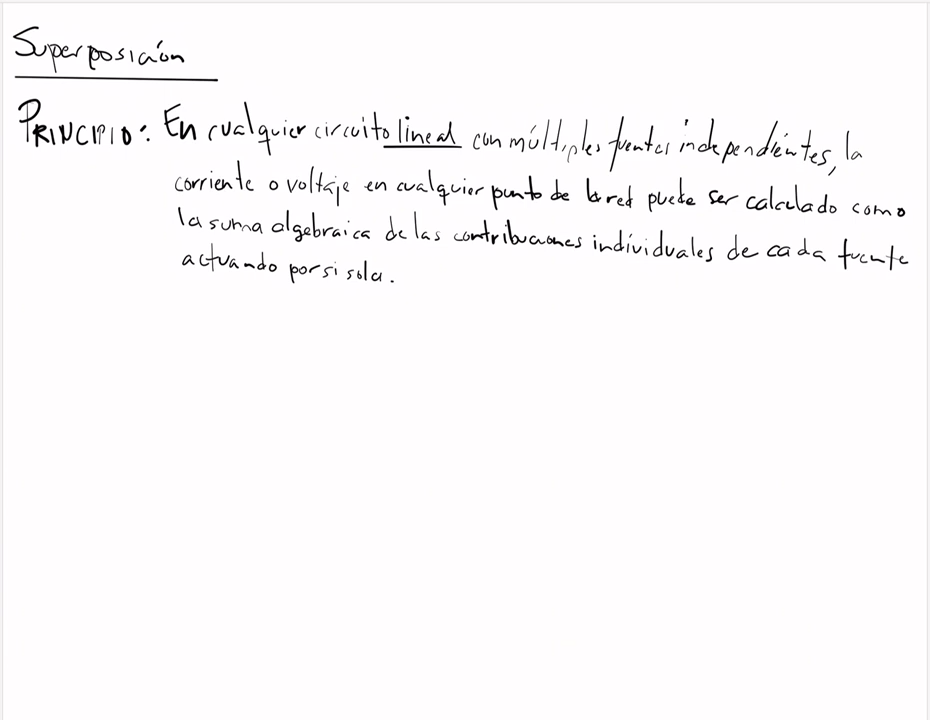 Superposición
PRINCIPIO: En cualquier circuito lineal con múltiples fuentes independientes, la
corriente o voltaje en cualquier punto de la red puede ser calculado como
la suma algebraica de las contribuciones individuales de cada fuente
actuando por si sola.